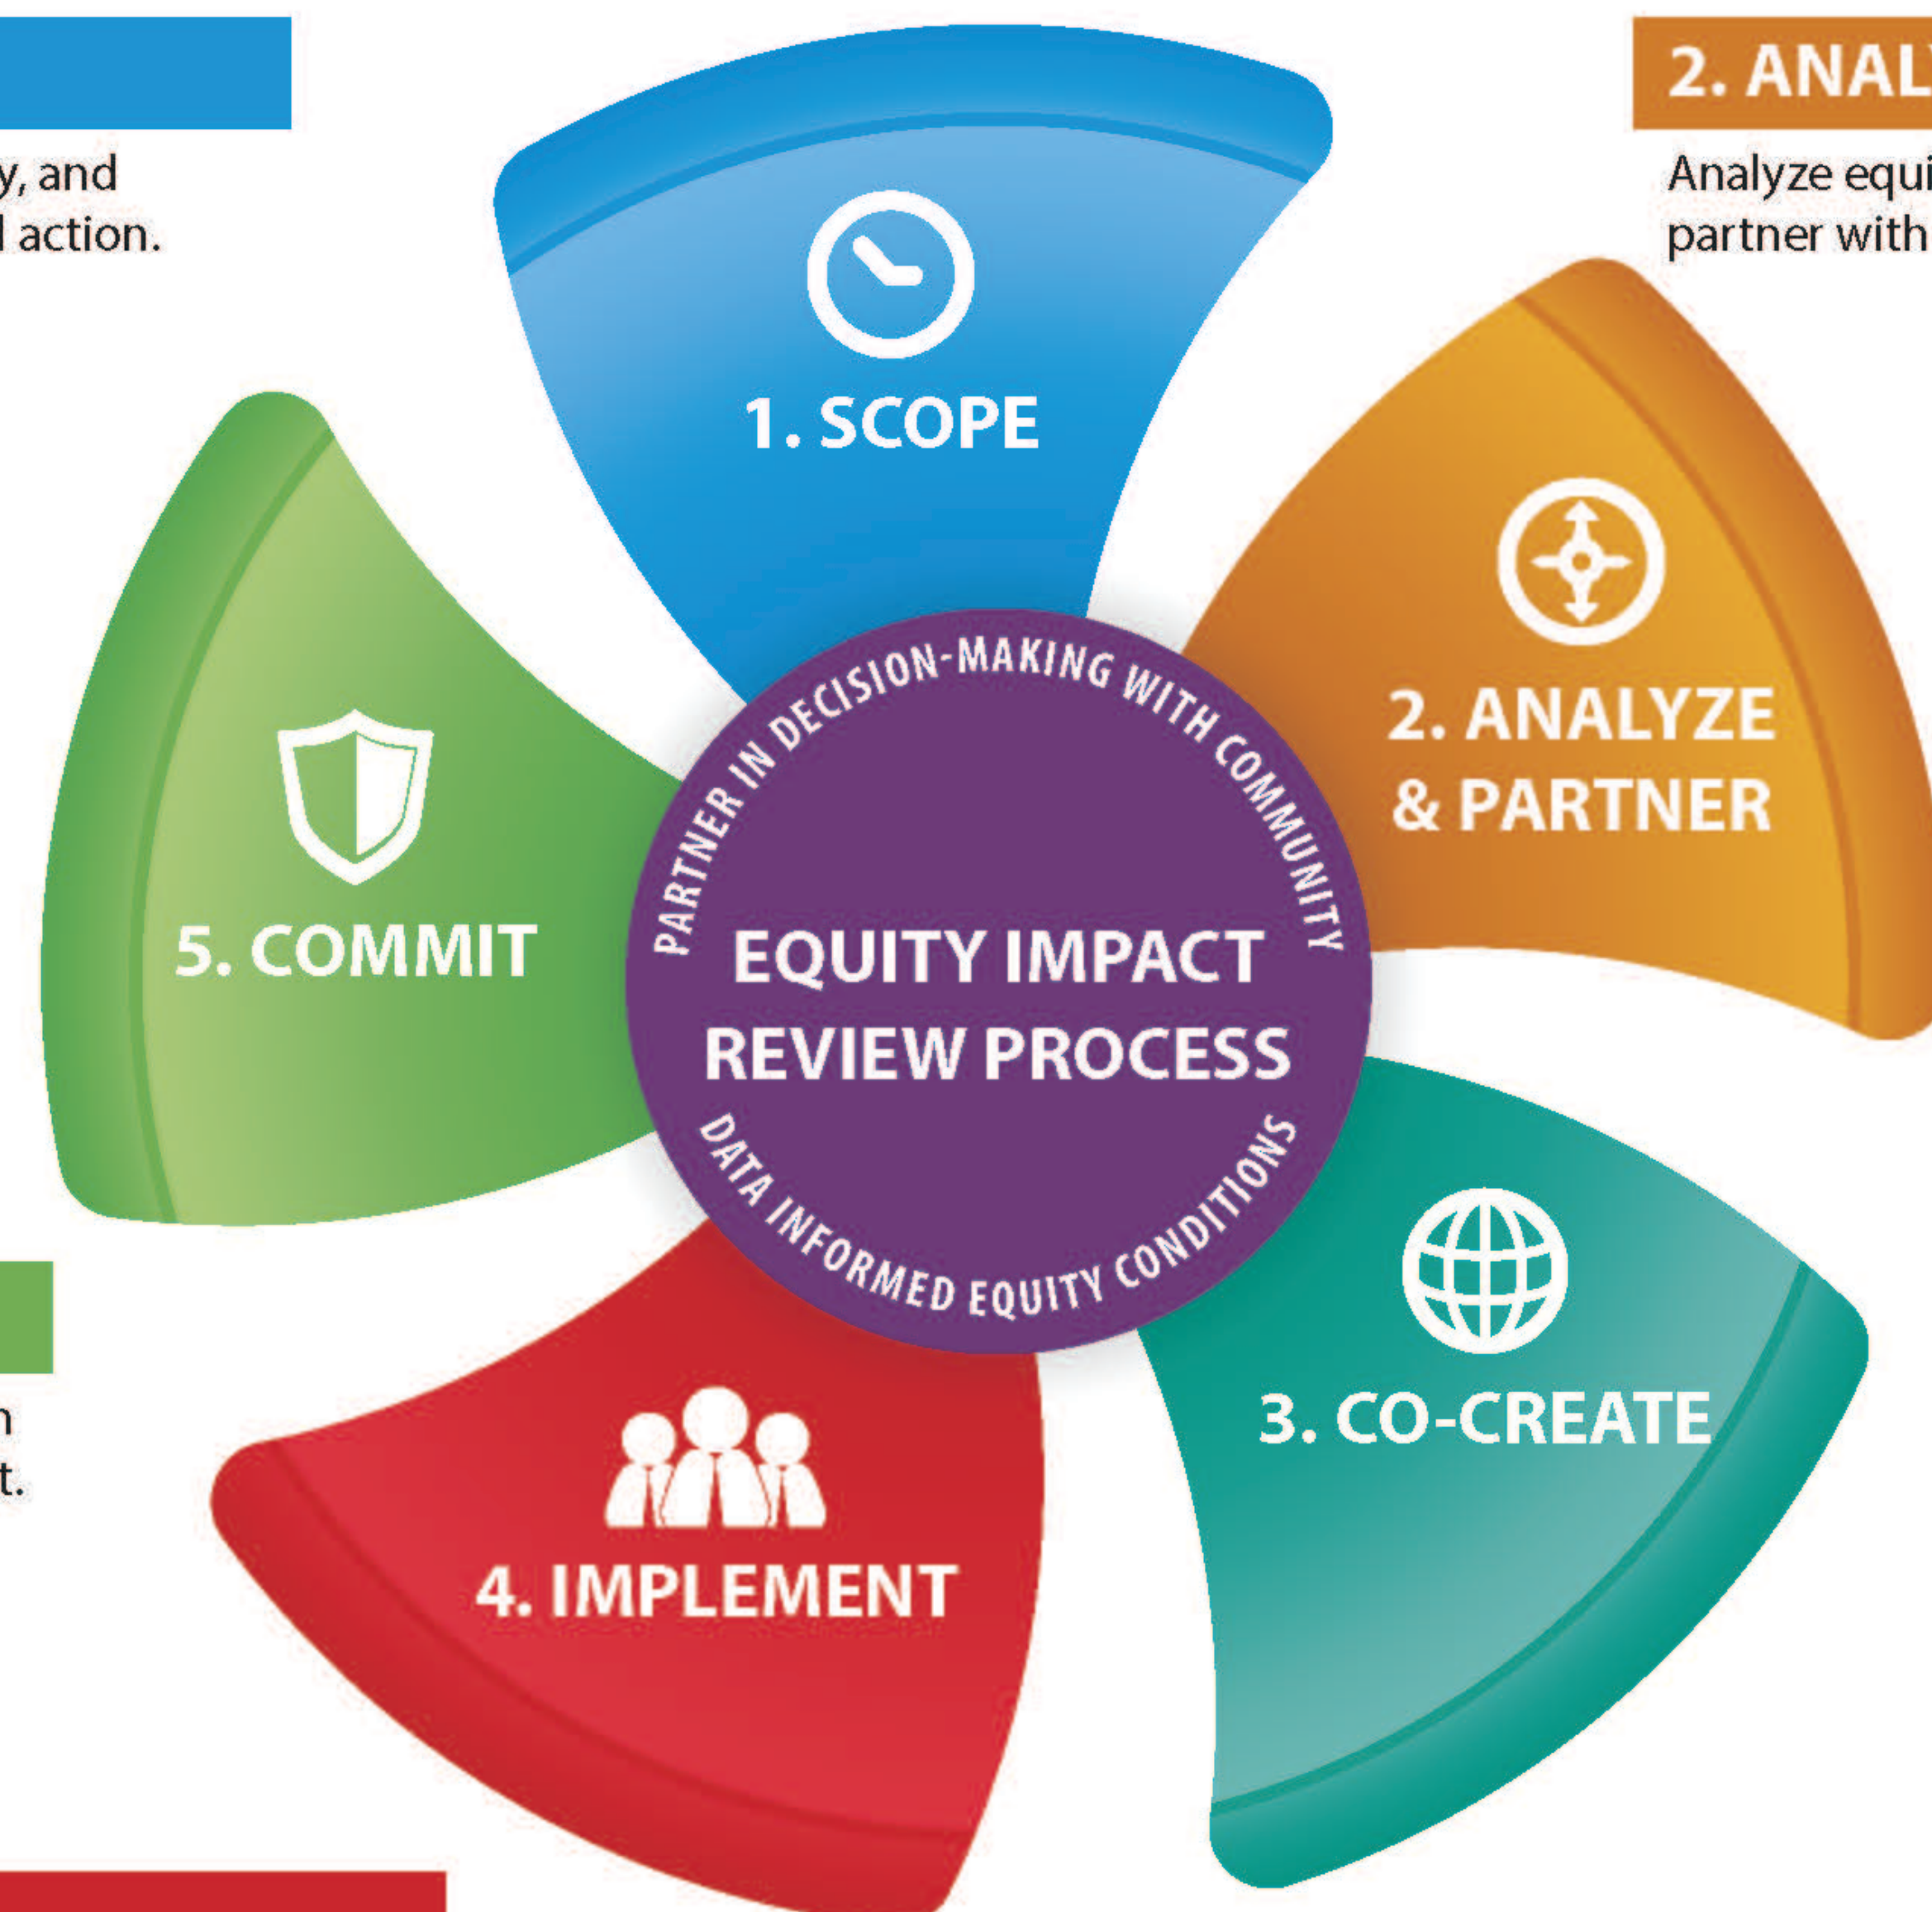 y, and
action.
2. ANAL
Analyze equi
partner with
1. SCOPE
2. ANALYZE
& PARTNER
PARTNER IN DECISION-MAKING WITH COMMUNITY
EQUITY IMPACT
REVIEW PROCESS
DATA INFORMED EQUITY CONDITIONS
5. COMMIT
3. CO-CREATE
t.
4. IMPLEMENT